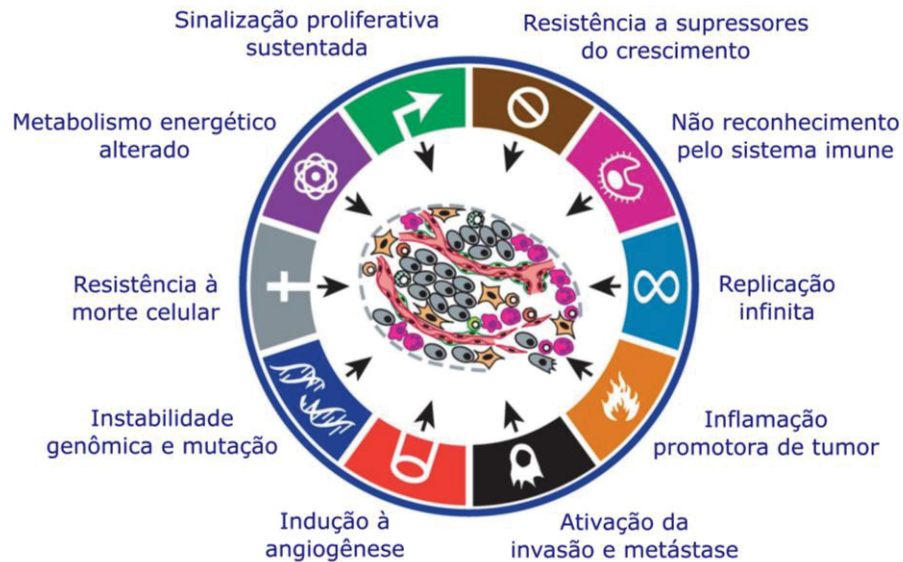 Sinalização proliferativa
sustentada
Resistência a supressores
do crescimento
Metabolismo energético
alterado
Não reconhecimento
pelo sistema imune
Resistência à
morte celular
Replicação
infinita
Instabilidade
genômica e mutação
Inflamação
promotora de tumor
Indução à
angiogênese
Ativação da
invasão e metástase